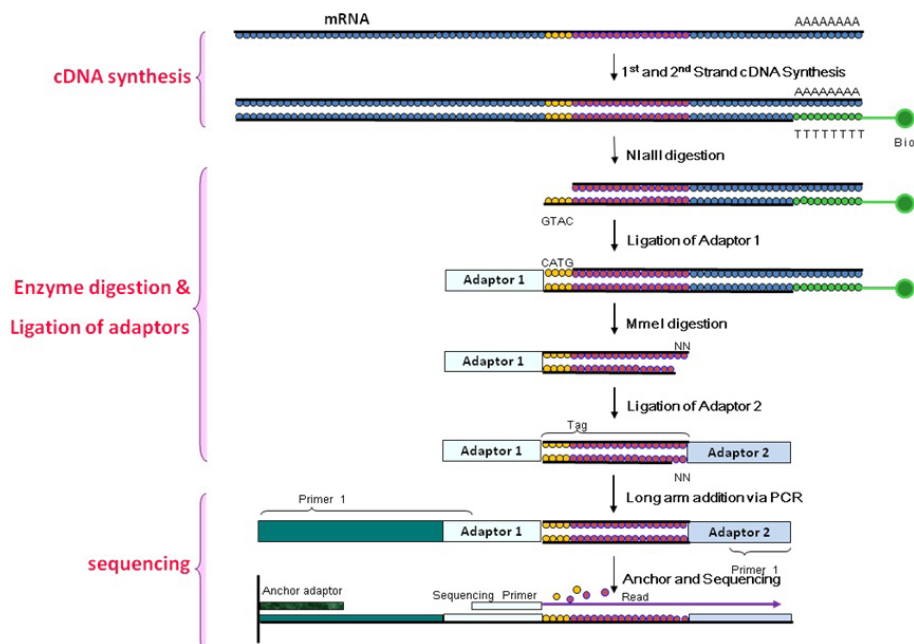 mRNA
AAAAAAAA
cDNA synthesis
1st and 2nd Strand cDNA Synthesis
AAAAAAAA
TTTTTTTT
Bio
NlaIII digestion
GTAC
Ligation of Adaptor 1
CATG
Adaptor 1
Enzyme digestion &
Ligation of adaptors
MmeI digestion
NN
Adaptor 1
Ligation of Adaptor 2
Tag
Adaptor 1
Adaptor 2
NN
Long arm addition via PCR
Primer 1
Adaptor 1
Adaptor 2
Primer 1
sequencing
Anchor and Sequencing
Anchor adaptor
Sequencing Primer
Read